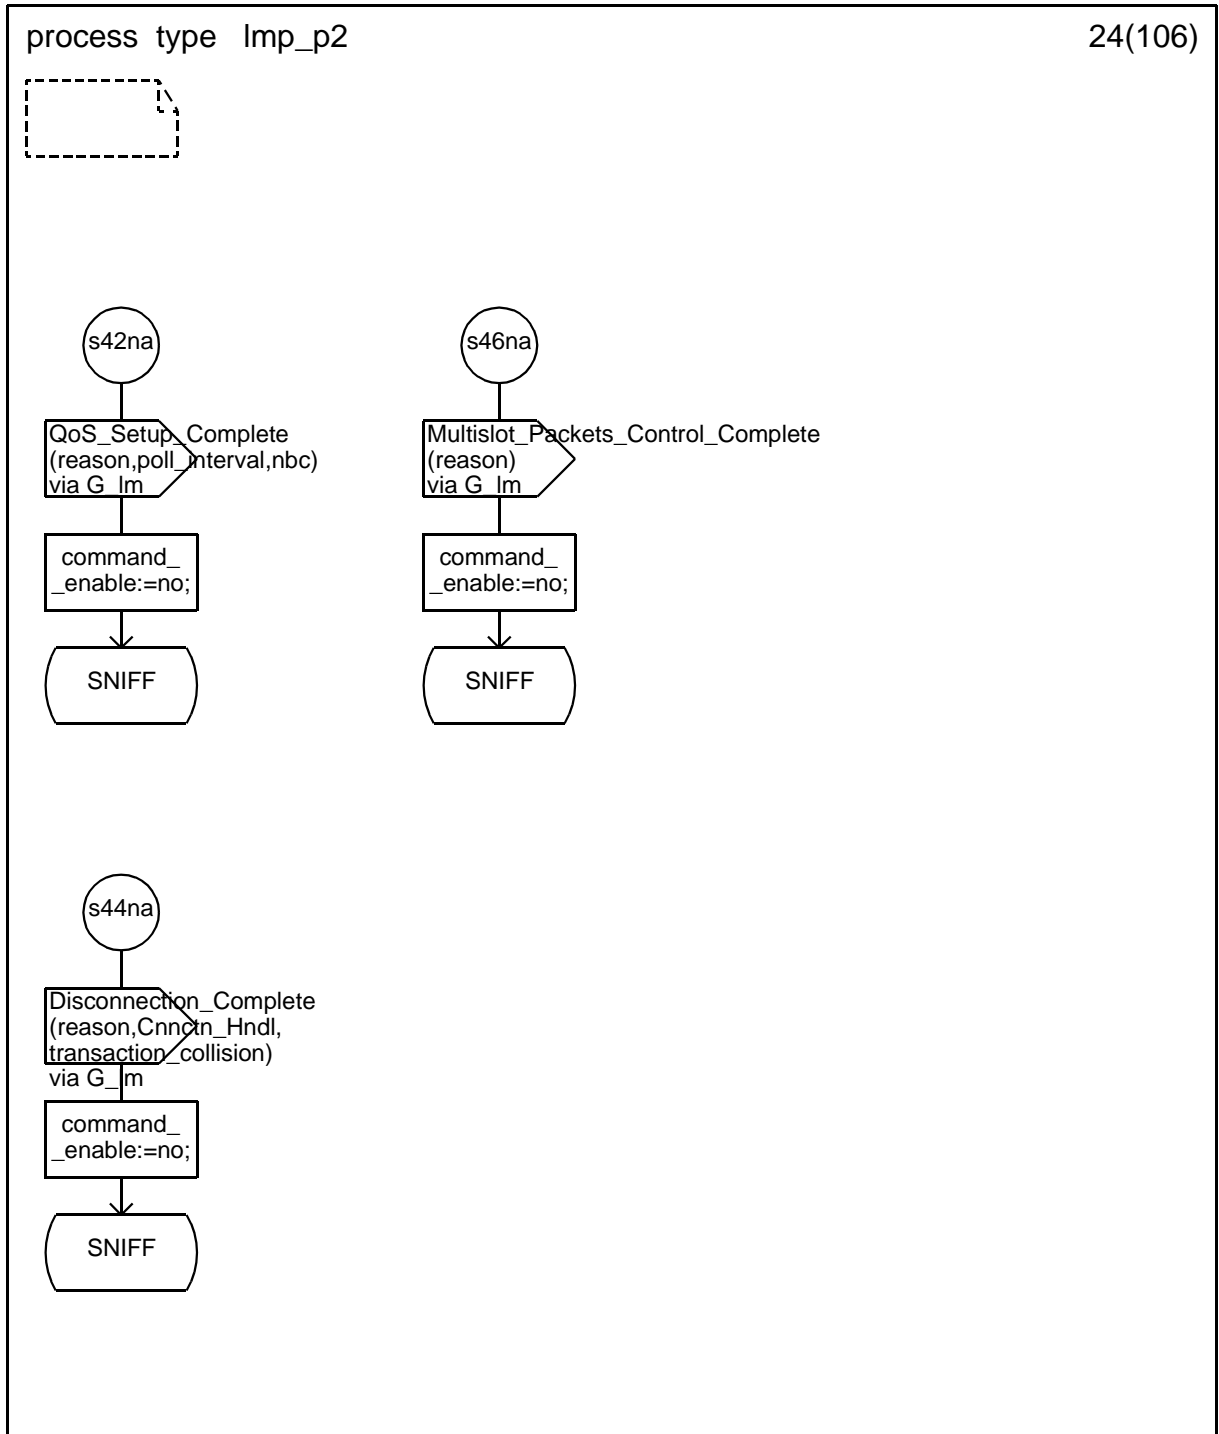 process type lmp_p2
24(106)
s42na
QoS_Setup_Complete
(reason,poll_interval,nbc)
via G_lm
command_
_enable:=no;
SNIFF
s46na
Multislot_Packets_Control_Complete
(reason)
via G_lm
command_
_enable:=no;
SNIFF
s44na
Disconnection_Complete
(reason,Cnnctn_Hndl,
transaction_collision)
via G_lm
command_
_enable:=no;
SNIFF